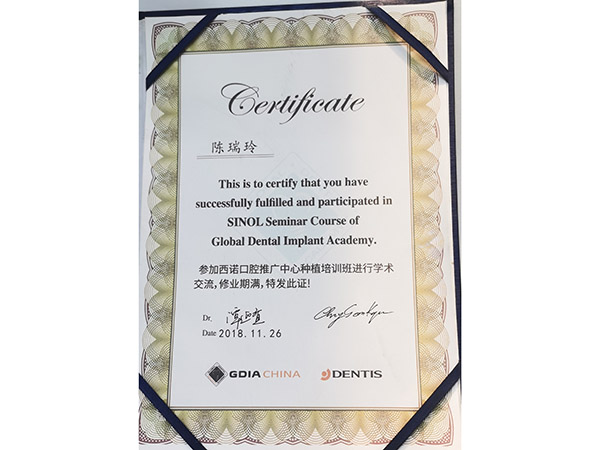 Certificate
陈瑞玲
This is to certify that you have
successfully fulfilled and participated in
SINOL Seminar Course of
Global Dental Implant Academy.
参加西诺口腔推广中心种植培训班进行学术
交流,修业期满,特发此证!
Dr.
Date 2018.11.26
GDIA CHINA DENTIS